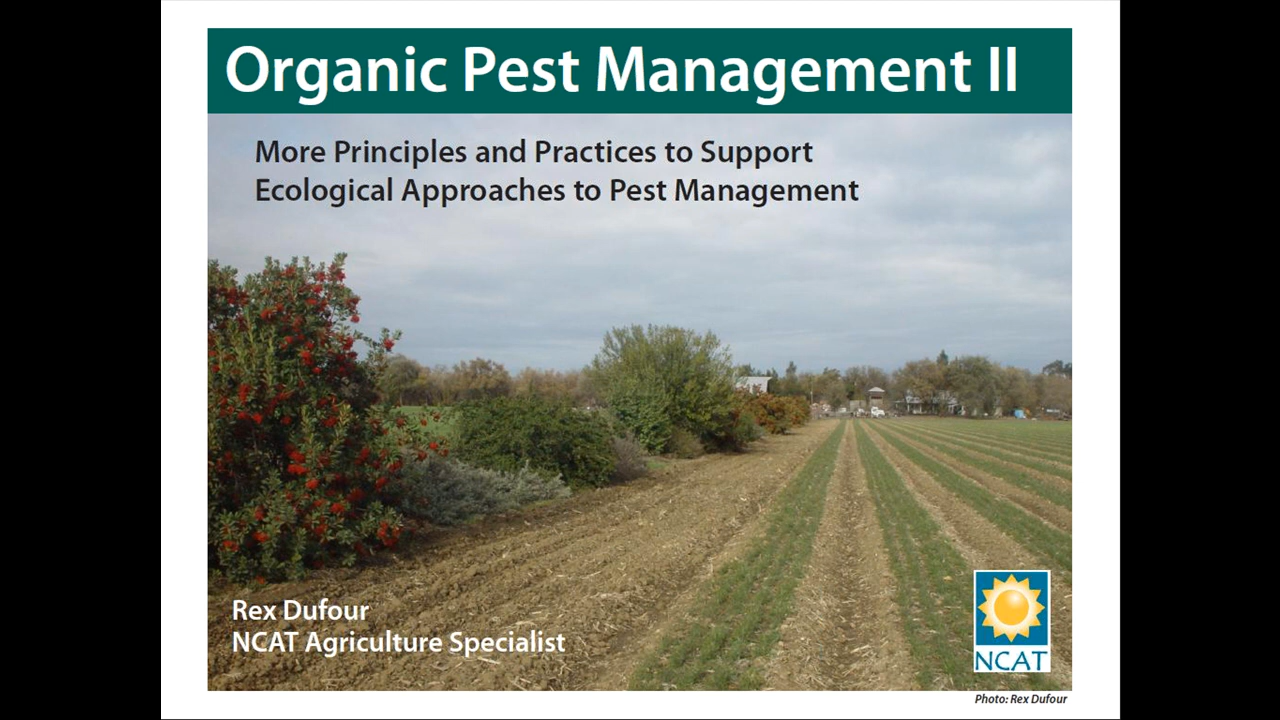 Organic Pest Management II
More Principles and Practices to Support
Ecological Approaches to Pest Management
Rex Dufour
NCAT Agriculture Specialist
NCAT
Photo: Rex Dufour